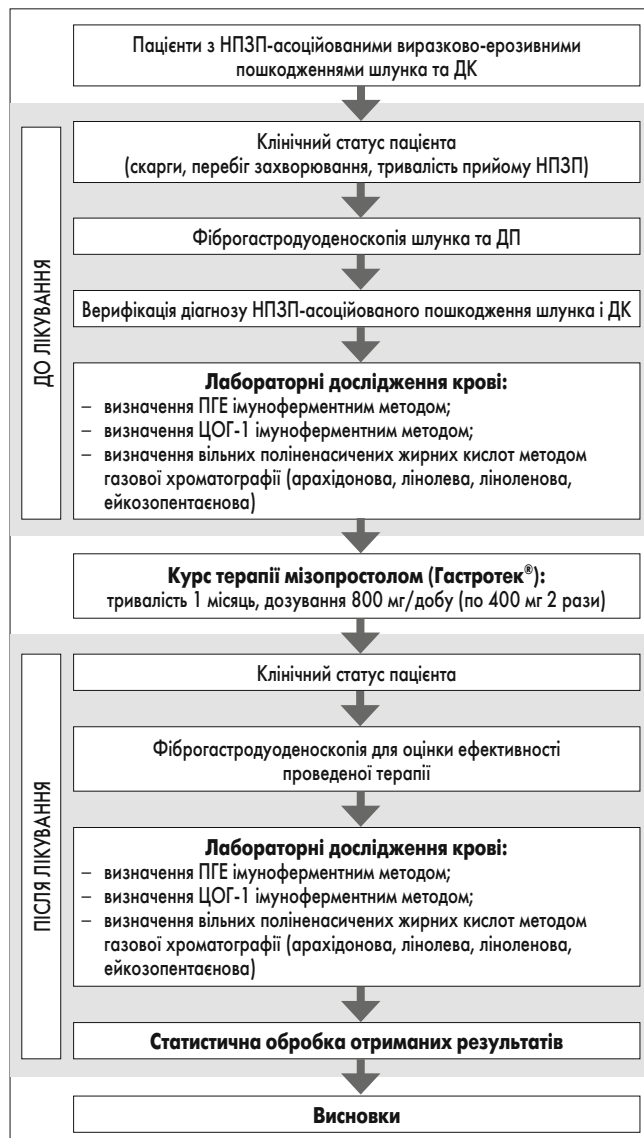 Пацієнти з НПЗП-асоційованими виразково-ерозивними
пошкодженнями шлунка та ДК
ДО ЛІКУВАННЯ
Клінічний статус пацієнта
(скарги, перебіг захворювання, тривалість прийому НПЗП)
Фіброгастродуоденоскопія шлунка та ДП
Верифікація діагнозу НПЗП-асоційованого пошкодження шлунка і ДК
Лабораторні дослідження крові:
– визначення ПГЕ імуноферментним методом;
– визначення ЦОГ-1 імуноферментним методом;
– визначення вільних поліненасичених жирних кислот методом
газової хроматографії (арахідонова, лінолева, ліноленова,
ейкозопентаєнова)
Курс терапії мізопростолом (Гастротек®):
тривалість 1 місяць, дозування 800 мг/добу (по 400 мг 2 рази)
ПІСЛЯ ЛІКУВАННЯ
Клінічний статус пацієнта
Фіброгастродуоденоскопія для оцінки ефективності
проведеної терапії
Лабораторні дослідження крові:
– визначення ПГЕ імуноферментним методом;
– визначення ЦОГ-1 імуноферментним методом;
– визначення вільних поліненасичених жирних кислот методом
газової хроматографії (арахідонова, лінолева, ліноленова,
ейкозопентаєнова)
Статистична обробка отриманих результатів
Висновки